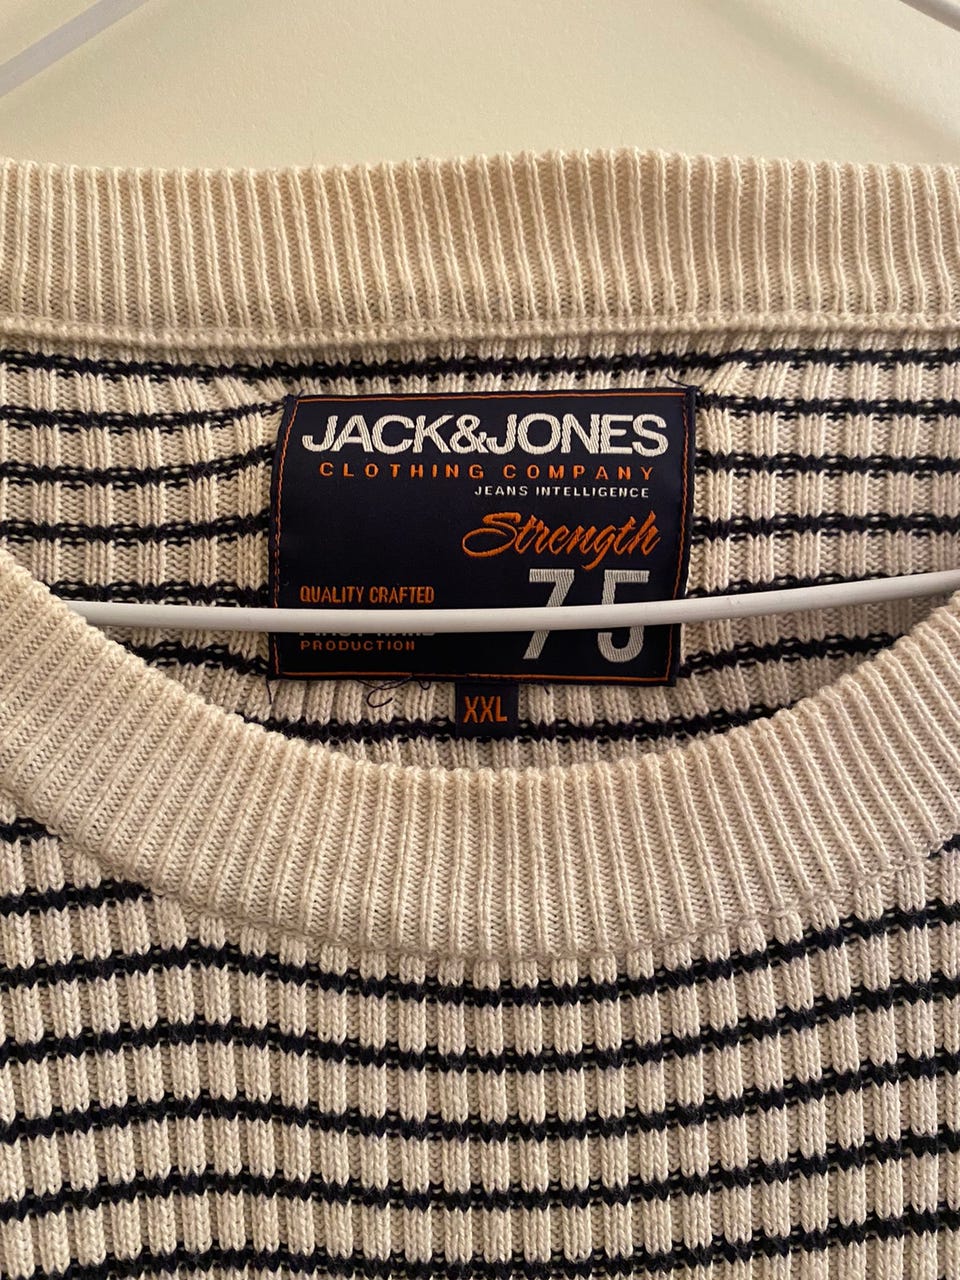 JACK&JONES
CLOTHING COMPANY
JEANS INTELLIGENCE
Strength
75
QUALITY CRAFTED
PRODUCTION
XXL